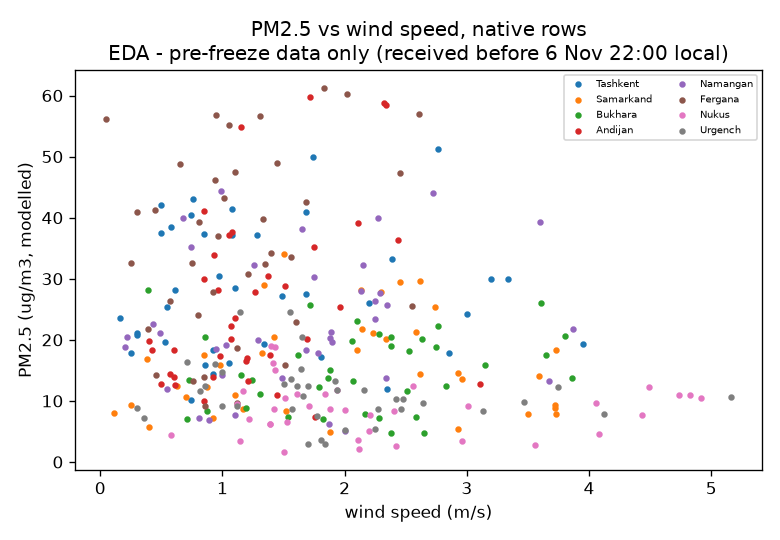 PM2.5 vs wind speed, native rows
EDA - pre-freeze data only (received before 6 Nov 22:00 local)
Tashkent
Samarkand
Bukhara
Andijan
Namangan
Fergana
Nukus
Urgench
PM2.5 (ug/m3, modelled)
60
50
40
30
20
10
0
0 1 2 3 4 5
wind speed (m/s)